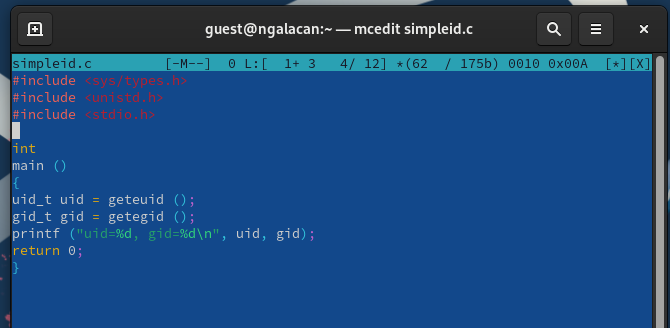 guest@ngalacan:~ — mcedit simpleid.c
simpleid.c [-M--] 0 L:[ 1+ 3 4/ 12] *(62 / 175b) 0010 0x00A [*][X]
#include <sys/types.h>
#include <unistd.h>
#include <stdio.h>
int
main ()
{
uid_t uid = geteuid ();
gid_t gid = getegid ();
printf ("uid=%d, gid=%d\n", uid, gid);
return 0;
}